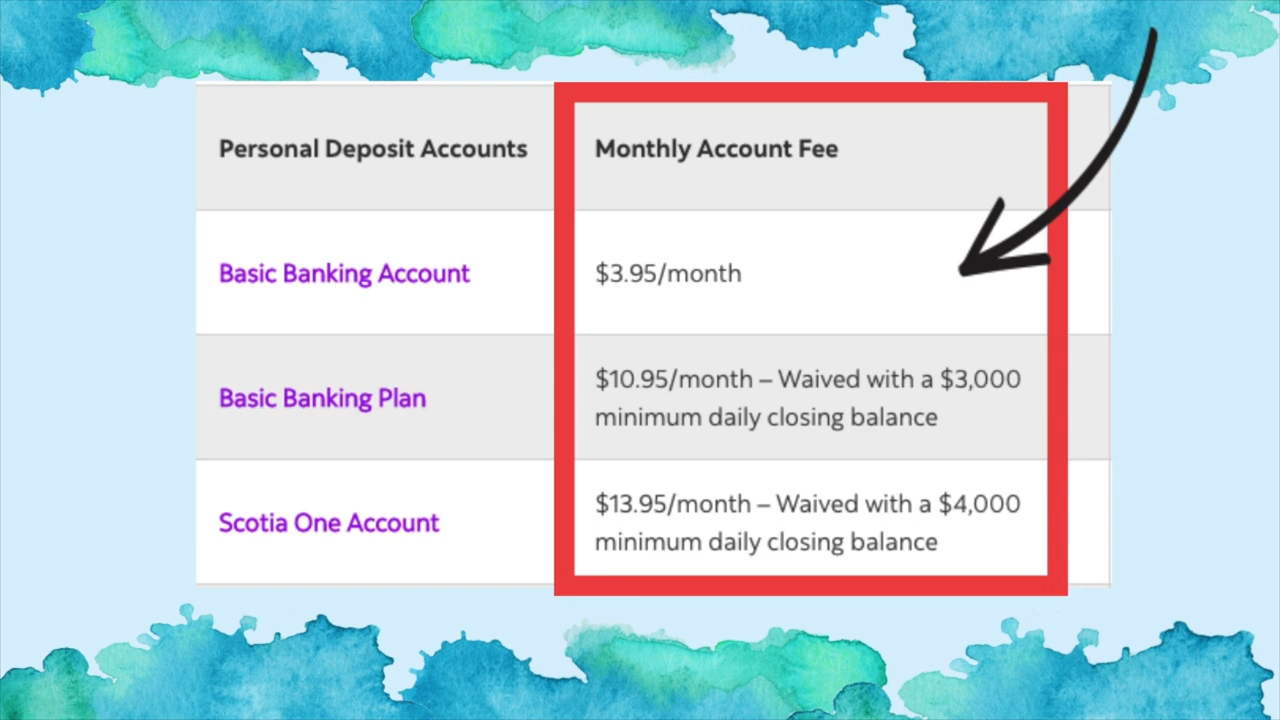 Personal Deposit Accounts
Monthly Account Fee
Basic Banking Account
$3.95/month
Basic Banking Plan
$10.95/month – Waived with a $3,000
minimum daily closing balance
Scotia One Account
$13.95/month – Waived with a $4,000
minimum daily closing balance